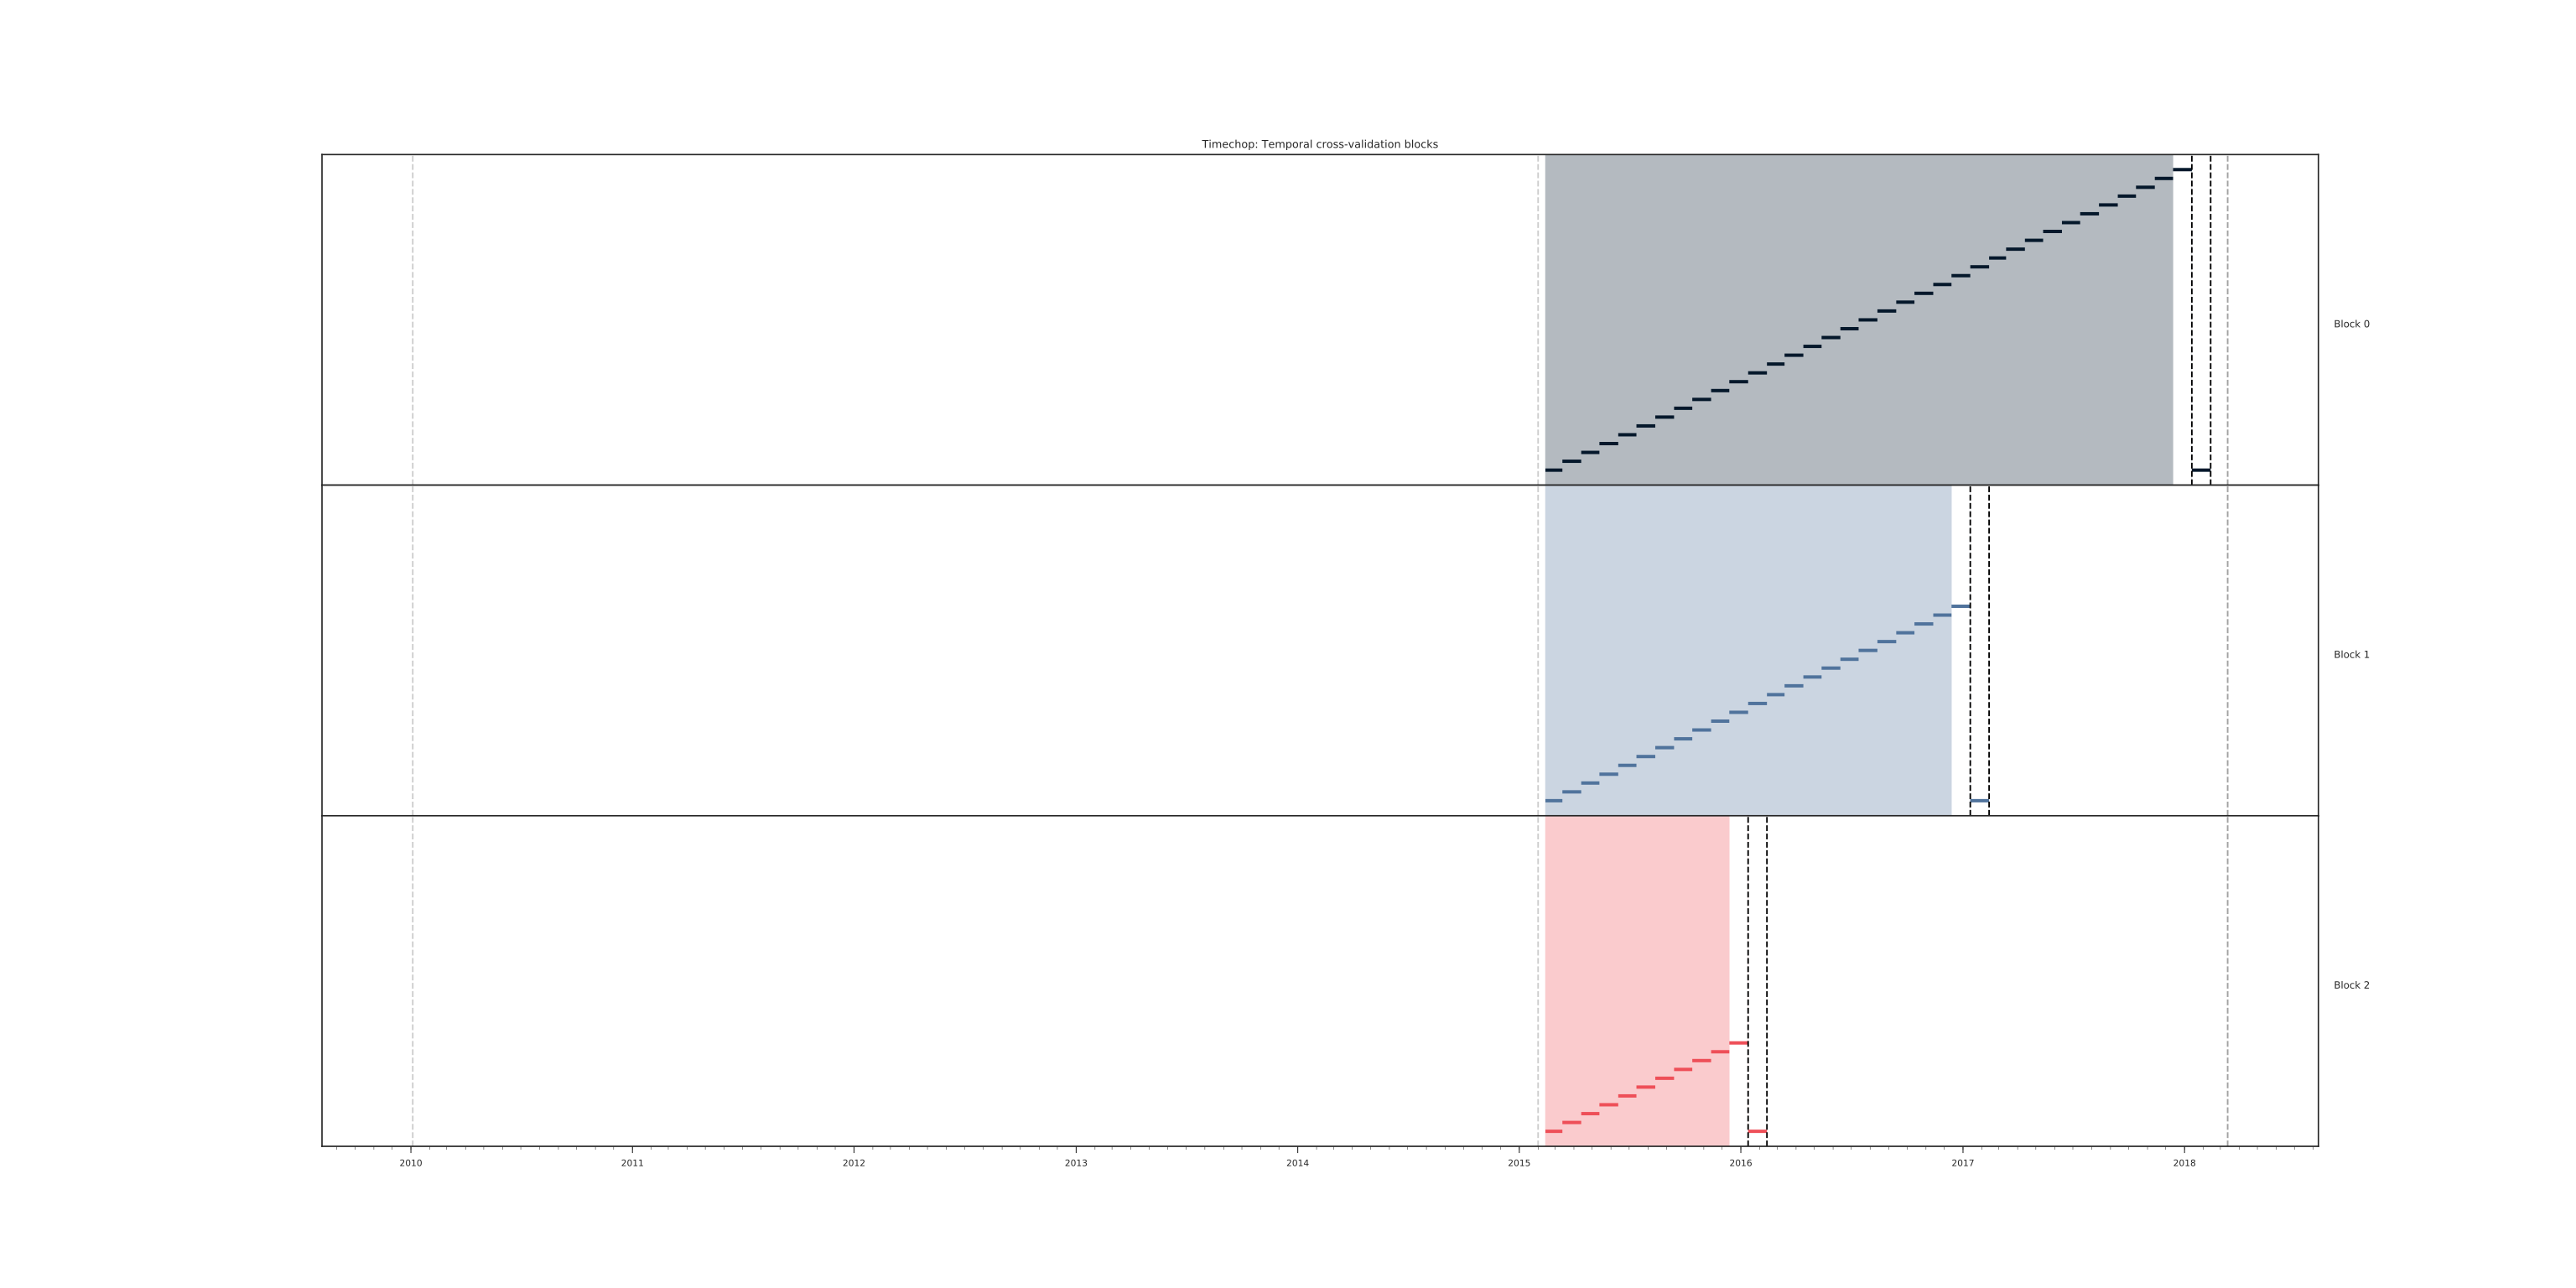 Timechop: Temporal cross-validation blocks
Block 0
Block 1
Block 2
2010 2011 2012 2013 2014 2015 2016 2017 2018